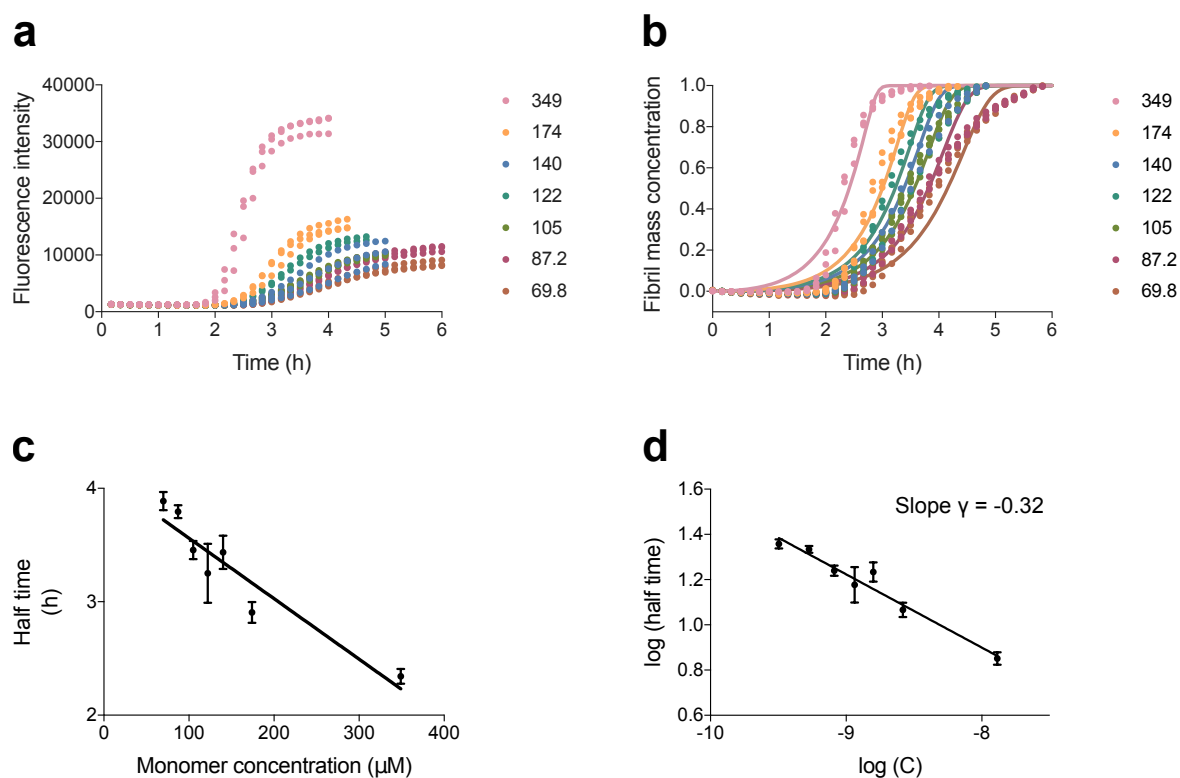 a
Fluorescence intensity
40000
30000
20000
10000
0
0 1 2 3 4 5 6
Time (h)
349
174
140
122
105
87.2
69.8
b
Fibril mass concentration
1.0
0.8
0.6
0.4
0.2
0.0
0 1 2 3 4 5 6
Time (h)
349
174
140
122
105
87.2
69.8
c
Half time
(h)
4
3
2
0 100 200 300 400
Monomer concentration (µM)
d
log (half time)
1.6
1.4
1.2
1.0
0.8
0.6
Slope γ = -0.32
-10 -9 -8
log (C)